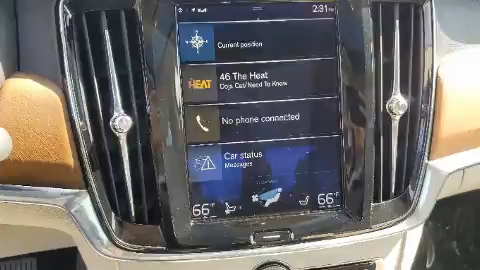 2:31
Current position
HEAT
46 The Heat
Doja Cat/Need To Know
No phone connected
Car status
Messages
66°
66°